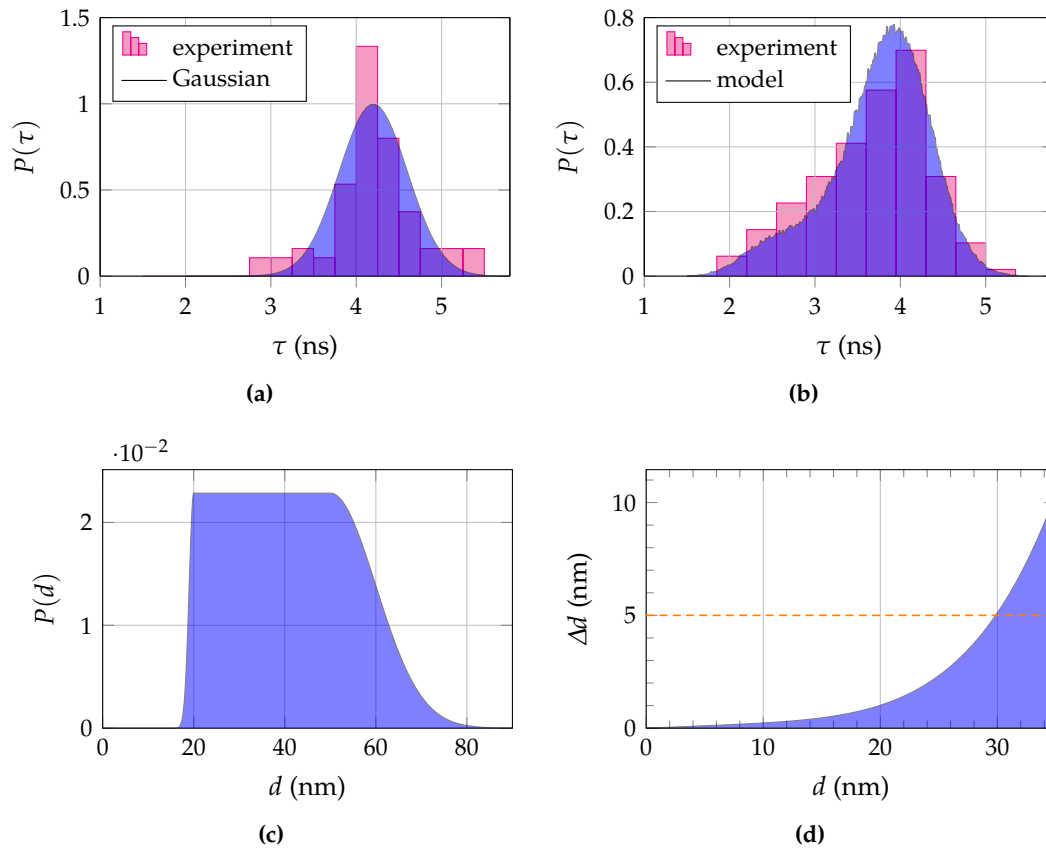 1.5
1
0.5
0
P(τ)
experiment
Gaussian
1 2 3 4 5
τ (ns)
(a)
0.8
0.6
0.4
0.2
0
P(τ)
experiment
model
1 2 3 4 5
τ (ns)
(b)
·10⁻²
2
1
0
P(d)
0 20 40 60 80
d (nm)
(c)
10
5
0
Δd (nm)
0 10 20 30
d (nm)
(d)